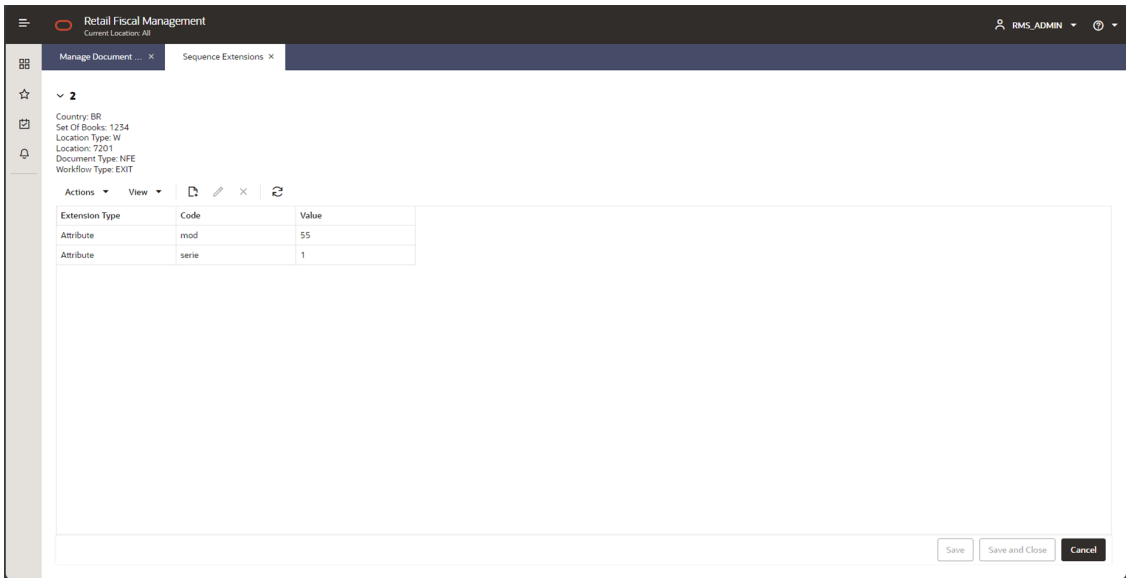 Retail Fiscal Management
Current Location: All
RMS_ADMIN
Manage Document ... ×
Sequence Extensions ×
2
Country: BR
Set Of Books: 1234
Location Type: W
Location: 7201
Document Type: NFE
Workflow Type: EXIT
Actions View
Extension Type Code Value
Attribute mod 55
Attribute serie 1
Save Save and Close Cancel